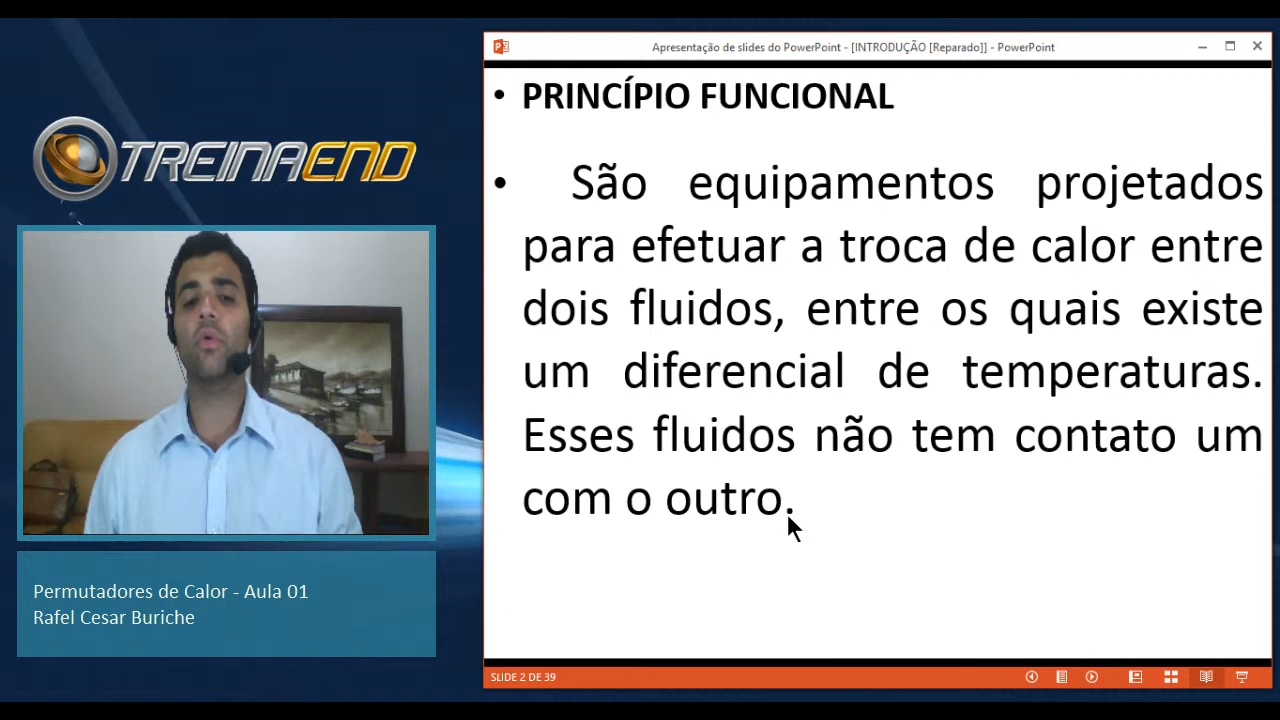 TREINAEND
Permutadores de Calor - Aula 01
Rafel Cesar Buriche
Apresentação de slides do PowerPoint - [INTRODUÇÃO [Reparado]] - PowerPoint
• PRINCÍPIO FUNCIONAL
• São equipamentos projetados
para efetuar a troca de calor entre
dois fluidos, entre os quais existe
um diferencial de temperaturas.
Esses fluidos não tem contato um
com o outro.
SLIDE 2 DE 39